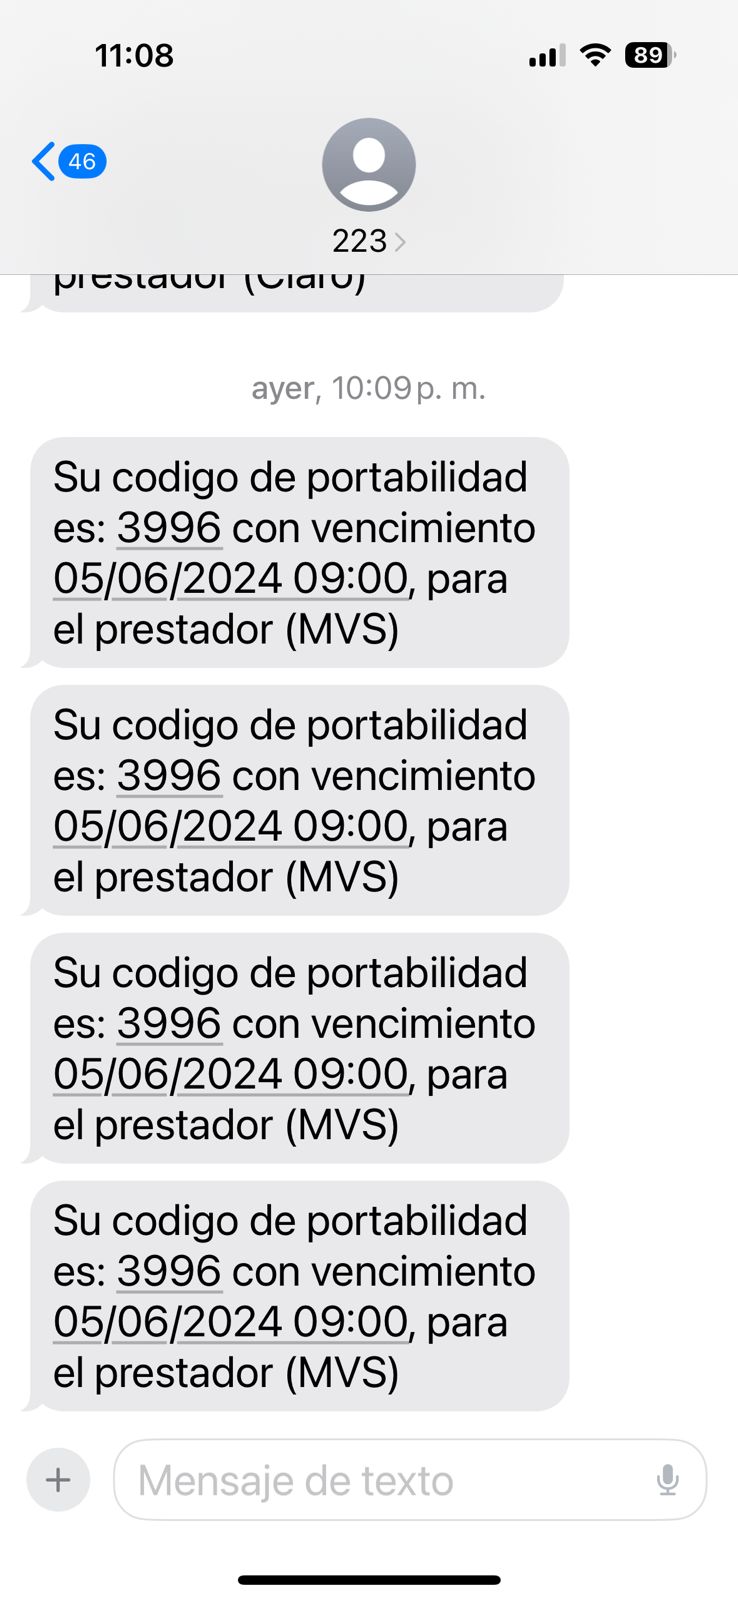 11:08
89
46
223
prestador (Claro)
ayer, 10:09 p. m.
Su codigo de portabilidad
es: 3996 con vencimiento
05/06/2024 09:00, para
el prestador (MVS)
Su codigo de portabilidad
es: 3996 con vencimiento
05/06/2024 09:00, para
el prestador (MVS)
Su codigo de portabilidad
es: 3996 con vencimiento
05/06/2024 09:00, para
el prestador (MVS)
Su codigo de portabilidad
es: 3996 con vencimiento
05/06/2024 09:00, para
el prestador (MVS)
Mensaje de texto